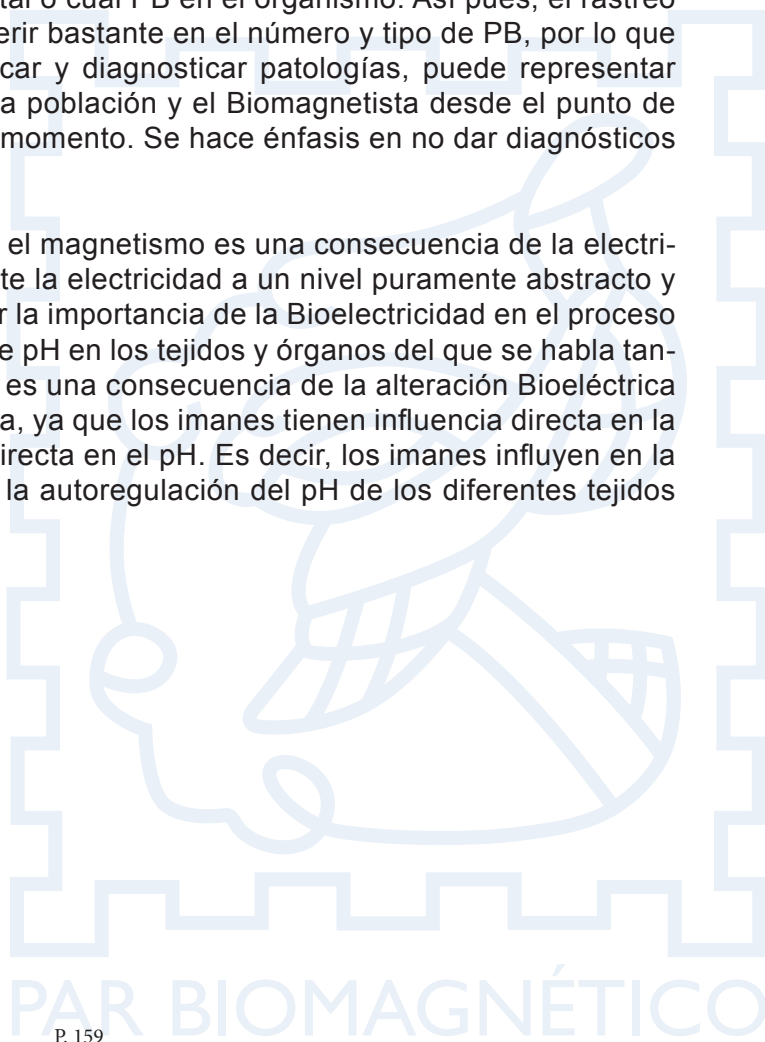 tal o cual PB en el organismo. Así pues, el rastreo
erir bastante en el número y tipo de PB, por lo que
car y diagnosticar patologías, puede representar
a población y el Biomagnetista desde el punto de
momento. Se hace énfasis en no dar diagnósticos
el magnetismo es una consecuencia de la electri-
te la electricidad a un nivel puramente abstracto y
r la importancia de la Bioelectricidad en el proceso
e pH en los tejidos y órganos del que se habla tan-
es una consecuencia de la alteración Bioeléctrica
a, ya que los imanes tienen influencia directa en la
irecta en el pH. Es decir, los imanes influyen en la
la autoregulación del pH de los diferentes tejidos
PAR BIOMAGNÉTICO
P. 159